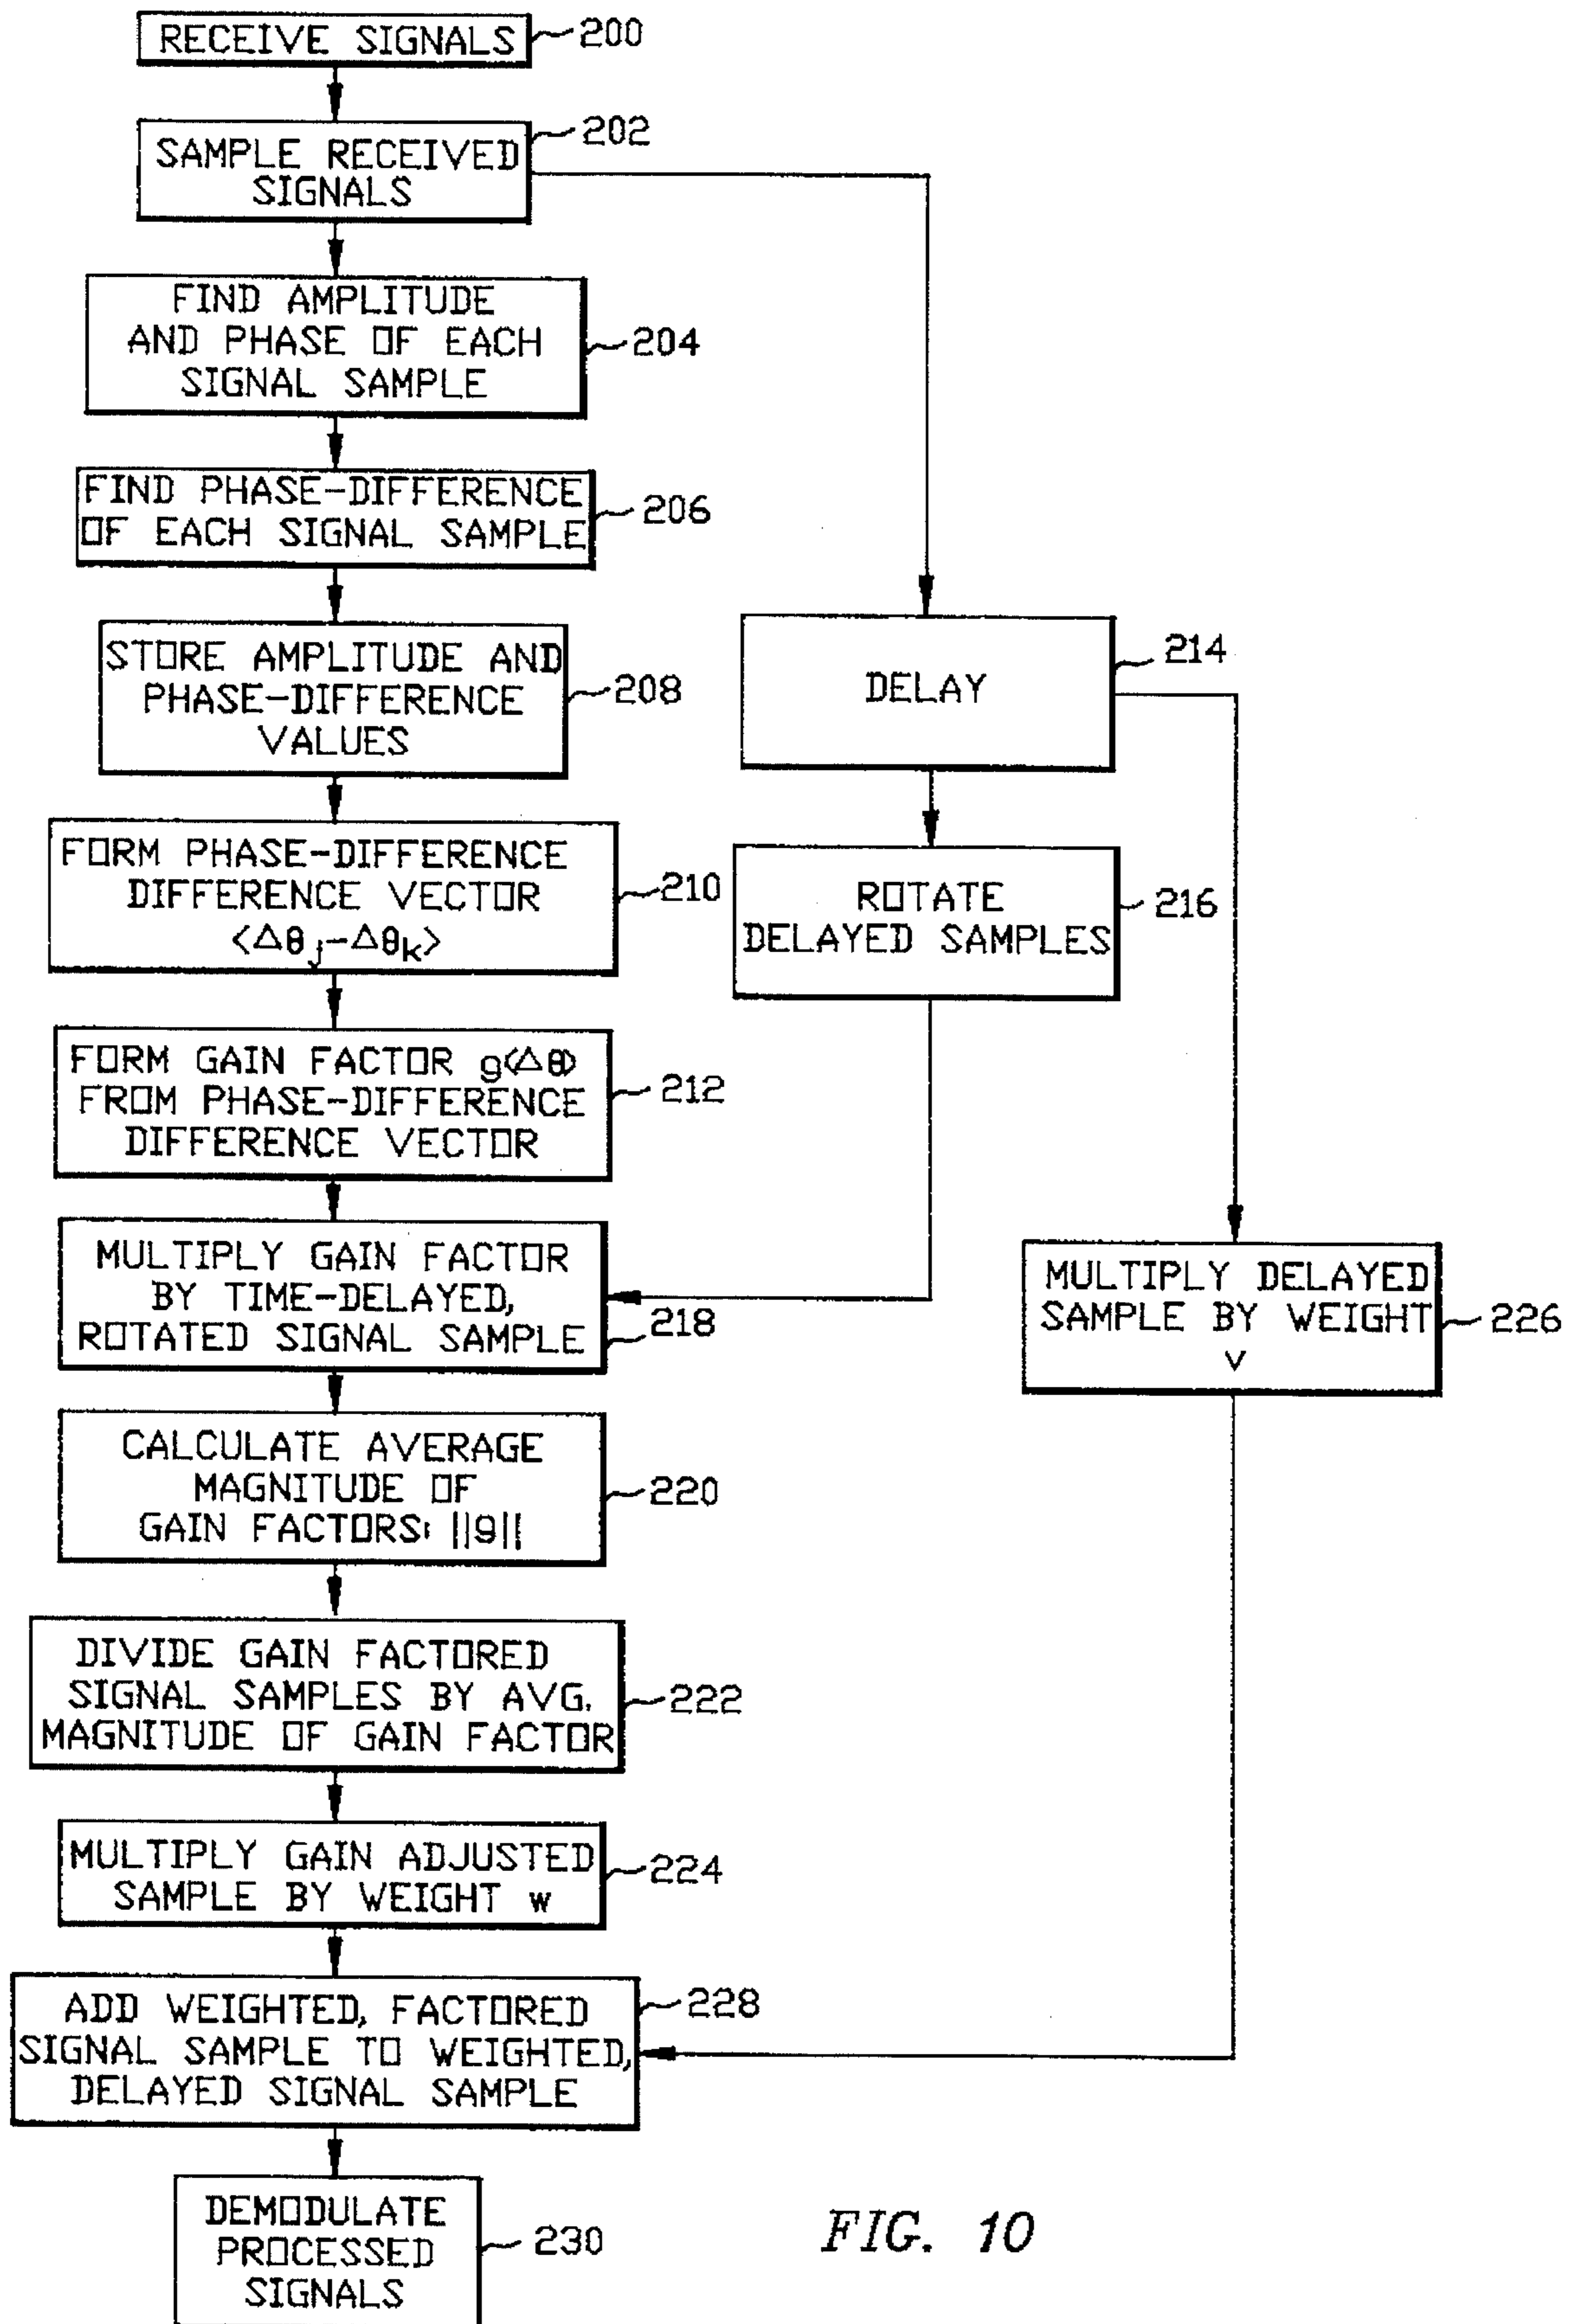 RECEIVE SIGNALS
200
SAMPLE RECEIVED
SIGNALS
202
FIND AMPLITUDE
AND PHASE OF EACH
SIGNAL SAMPLE
204
FIND PHASE-DIFFERENCE
OF EACH SIGNAL SAMPLE
206
STORE AMPLITUDE AND
PHASE-DIFFERENCE
VALUES
208
DELAY
214
FORM PHASE-DIFFERENCE
DIFFERENCE VECTOR
<Δθj-Δθk>
210
ROTATE
DELAYED SAMPLES
216
FORM GAIN FACTOR g(Δθ)
FROM PHASE-DIFFERENCE
DIFFERENCE VECTOR
212
MULTIPLY GAIN FACTOR
BY TIME-DELAYED,
ROTATED SIGNAL SAMPLE
218
MULTIPLY DELAYED
SAMPLE BY WEIGHT
v
226
CALCULATE AVERAGE
MAGNITUDE OF
GAIN FACTORS: ||g||
220
DIVIDE GAIN FACTORED
SIGNAL SAMPLES BY AVG.
MAGNITUDE OF GAIN FACTOR
222
MULTIPLY GAIN ADJUSTED
SAMPLE BY WEIGHT w
224
ADD WEIGHTED, FACTORED
SIGNAL SAMPLE TO WEIGHTED,
DELAYED SIGNAL SAMPLE
228
DEMODULATE
PROCESSED
SIGNALS
230
FIG. 10